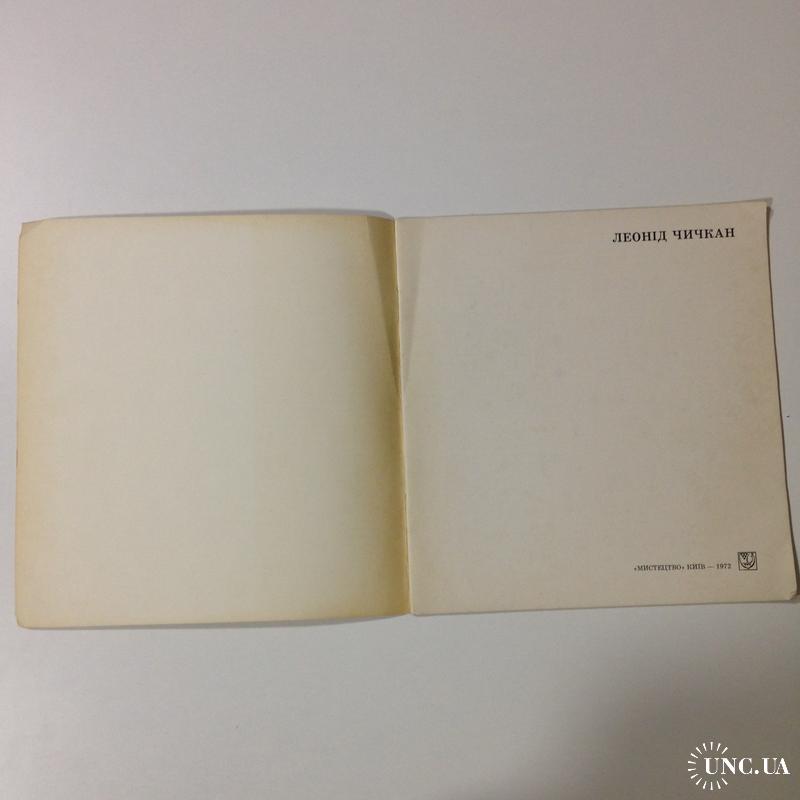 ЛЕОНІД ЧИЧКАН
«МИСТЕЦТВО» КИЇВ — 1972
UNC.UA